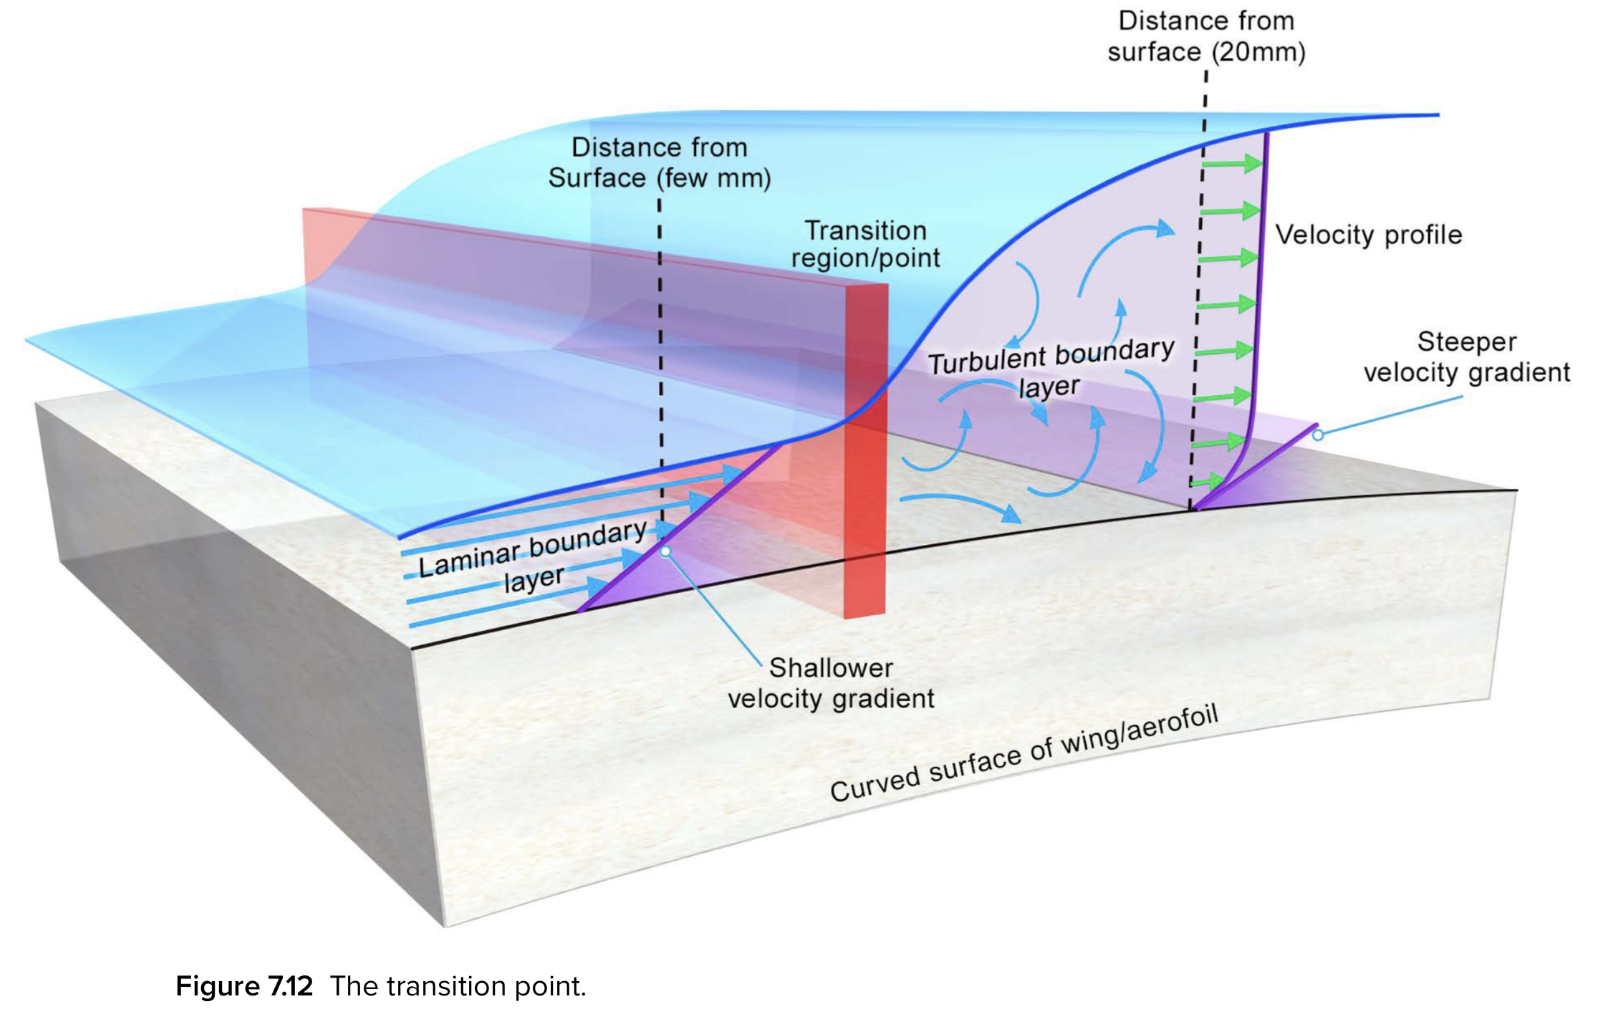 Distance from
surface (20mm)
Distance from
Surface (few mm)
Transition
region/point
Velocity profile
Steeper
velocity gradient
Turbulent boundary
layer
Laminar boundary
layer
Shallower
velocity gradient
Curved surface of wing/aerofoil
Figure 7.12 The transition point.